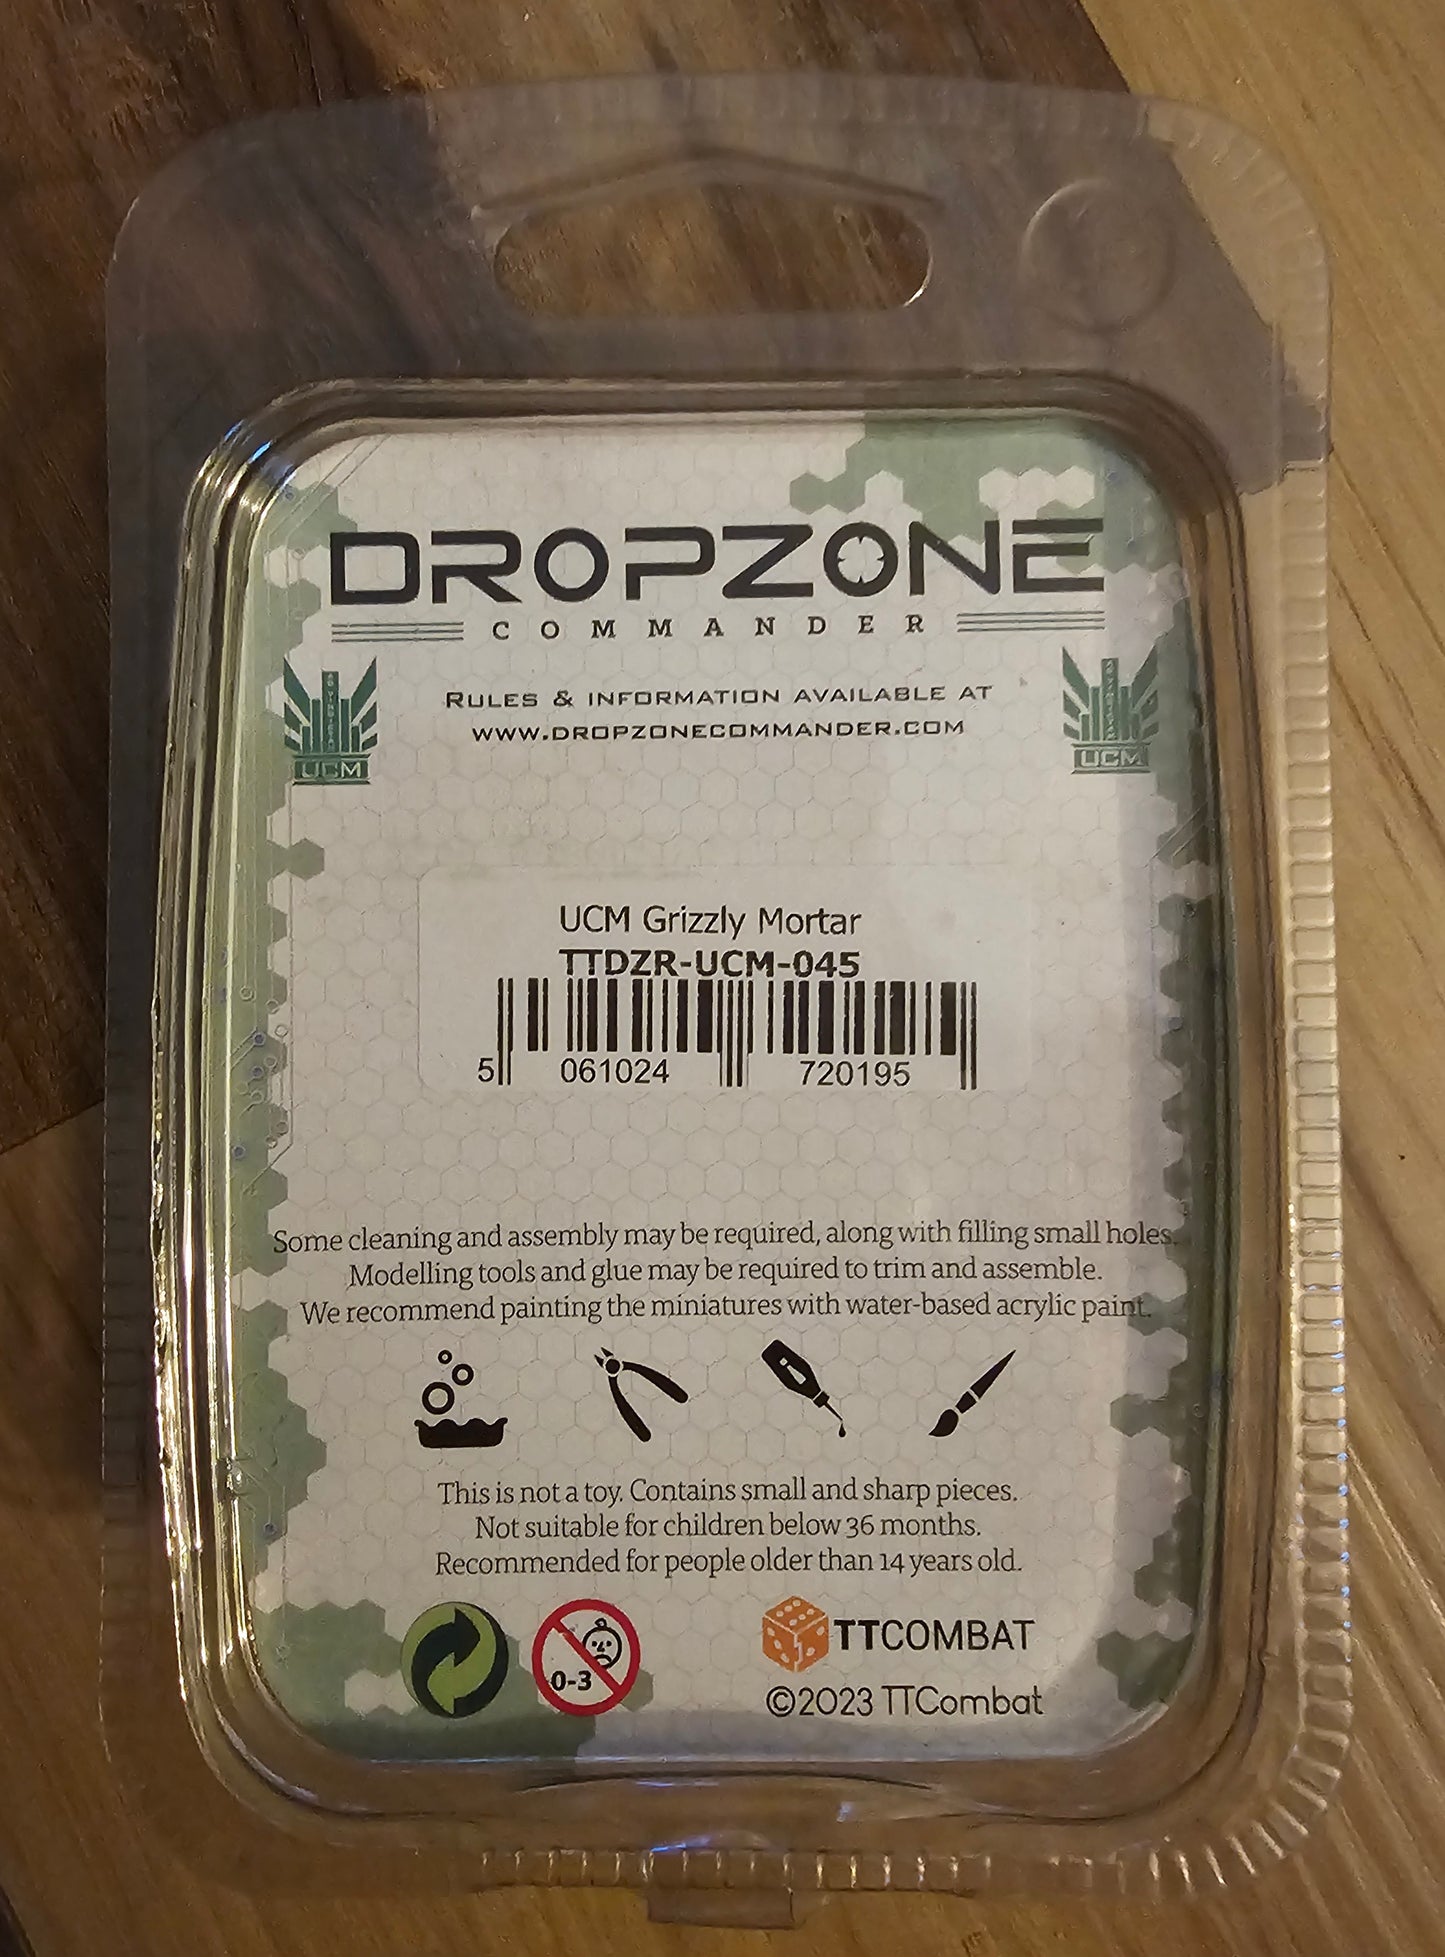 DROPZONE
COMMANDER
RULES & INFORMATION AVAILABLE AT
WWW.DROPZONECOMMANDER.COM
UCM
UCM
UCM Grizzly Mortar
TTDZR-UCM-045
5 061024 720195
Some cleaning and assembly may be required, along with filling small holes.
Modelling tools and glue may be required to trim and assemble.
We recommend painting the miniatures with water-based acrylic paint.
This is not a toy. Contains small and sharp pieces.
Not suitable for children below 36 months.
Recommended for people older than 14 years old.
0-3
TTCOMBAT
©2023 TTCombat